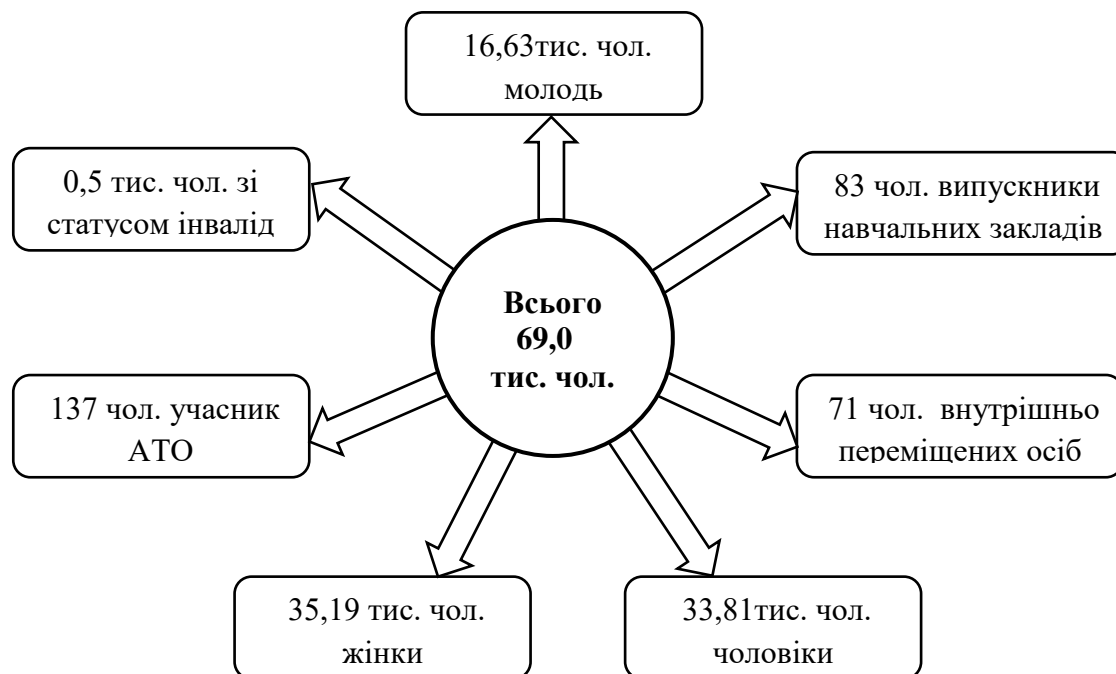 16,63тис. чол.
молодь
0,5 тис. чол. зі
статусом інвалід
83 чол. випускники
навчальних закладів
Всього
69,0
тис. чол.
137 чол. учасник
АТО
71 чол. внутрішньо
переміщених осіб
35,19 тис. чол.
жінки
33,81тис. чол.
чоловіки